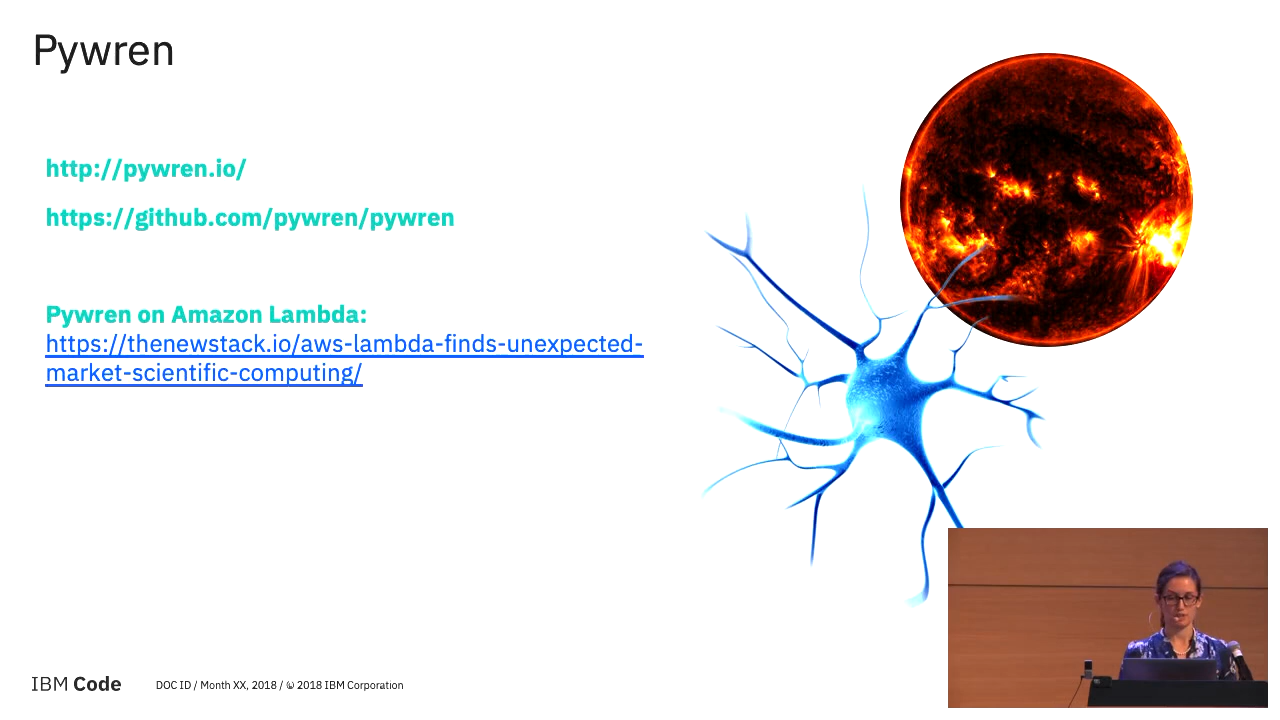 Pywren
http://pywren.io/
https://github.com/pywren/pywren
Pywren on Amazon Lambda:
https://thenewstack.io/aws-lambda-finds-unexpected-
market-scientific-computing/
IBM Code
DOC ID / Month XX, 2018 / © 2018 IBM Corporation